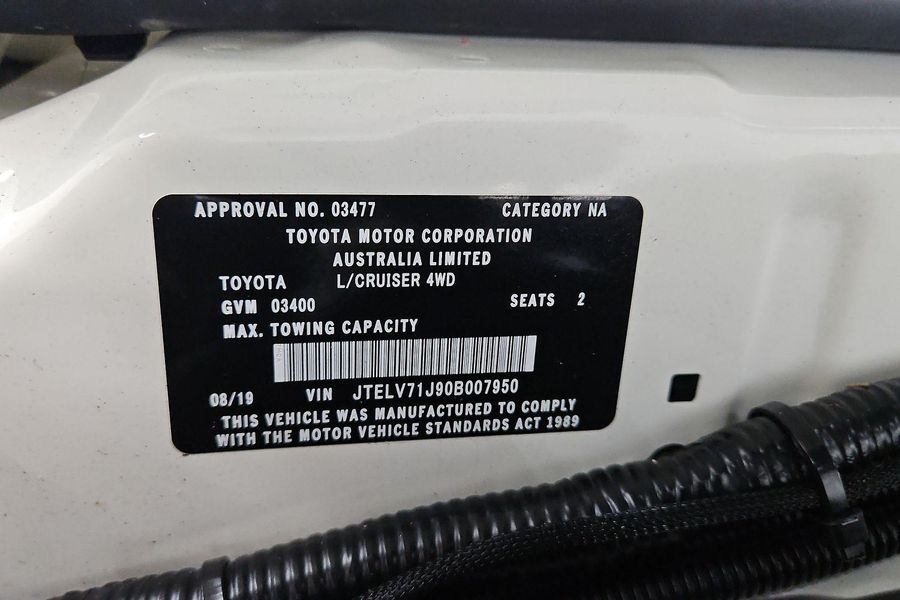 APPROVAL NO. 03477 CATEGORY NA
TOYOTA MOTOR CORPORATION
AUSTRALIA LIMITED
TOYOTA L/CRUISER 4WD
GVM 03400 SEATS 2
MAX. TOWING CAPACITY
08/19 VIN JTELV71J90B007950
THIS VEHICLE WAS MANUFACTURED TO COMPLY
WITH THE MOTOR VEHICLE STANDARDS ACT 1989